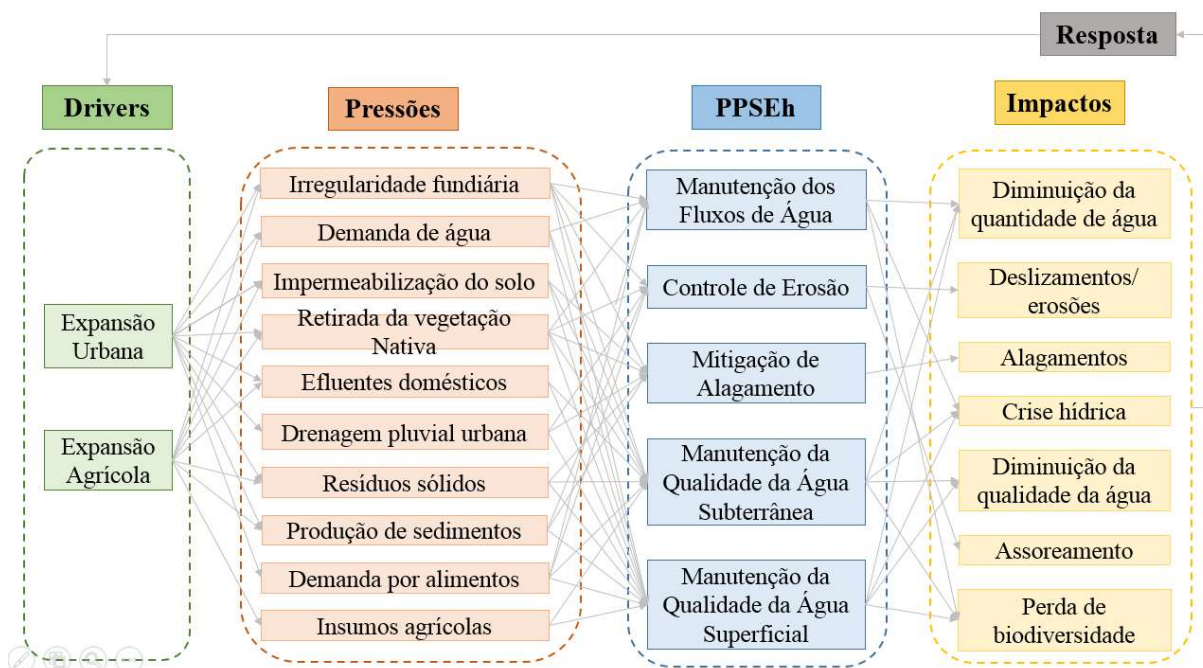 Resposta
Drivers
Pressões
PPSEh
Impactos
Expansão
Urbana
Expansão
Agrícola
Irregularidade fundiária
Demanda de água
Impermeabilização do solo
Retirada da vegetação
Nativa
Efluentes domésticos
Drenagem pluvial urbana
Resíduos sólidos
Produção de sedimentos
Demanda por alimentos
Insumos agrícolas
Manutenção dos
Fluxos de Água
Controle de Erosão
Mitigação de
Alagamento
Manutenção da
Qualidade da Água
Subterrânea
Manutenção da
Qualidade da Água
Superficial
Diminuição da
quantidade de água
Deslizamentos/
erosões
Alagamentos
Crise hídrica
Diminuição da
qualidade da água
Assoreamento
Perda de
biodiversidade